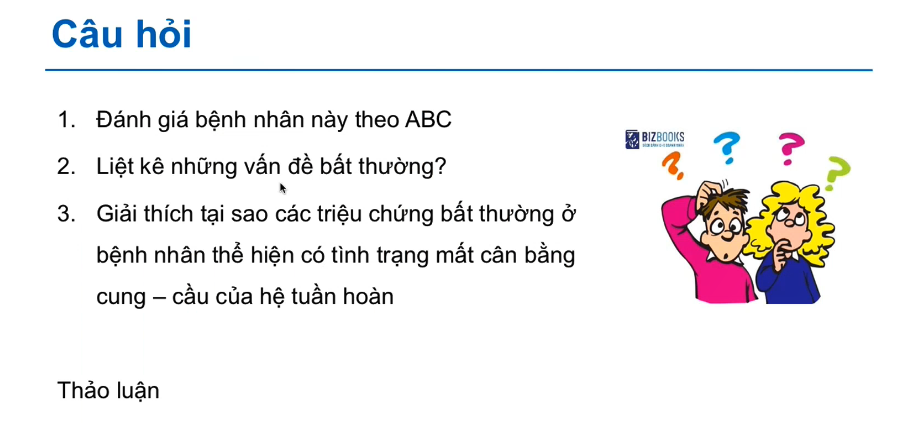 Câu hỏi
1. Đánh giá bệnh nhân này theo ABC
BIZBOOKS
2. Liệt kê những vấn đề bất thường?
3. Giải thích tại sao các triệu chứng bất thường ở
bệnh nhân thể hiện có tình trạng mất cân bằng
cung – cầu của hệ tuần hoàn
Thảo luận